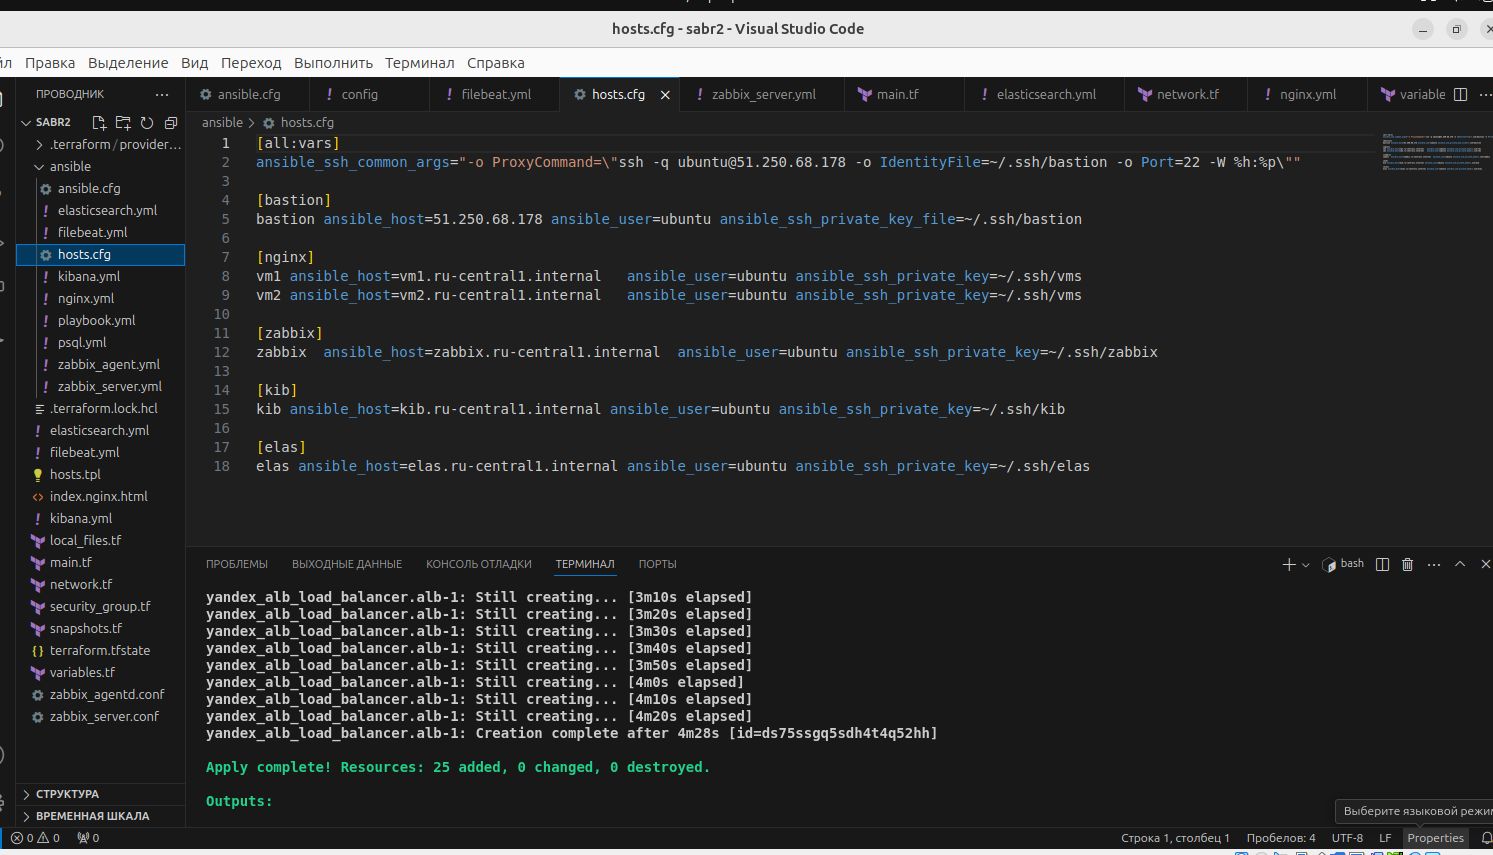 hosts.cfg - sabr2 - Visual Studio Code
Правка Выделение Вид Переход Выполнить Терминал Справка
ПРОВОДНИК
SABR2
.terraform/provider...
ansible
ansible.cfg
elasticsearch.yml
filebeat.yml
hosts.cfg
kibana.yml
nginx.yml
playbook.yml
psql.yml
zabbix_agent.yml
zabbix_server.yml
.terraform.lock.hcl
elasticsearch.yml
filebeat.yml
hosts.tpl
index.nginx.html
kibana.yml
local_files.tf
main.tf
network.tf
security_group.tf
snapshots.tf
terraform.tfstate
variables.tf
zabbix_agentd.conf
zabbix_server.conf
СТРУКТУРА
ВРЕМЕННАЯ ШКАЛА
ansible.cfg config filebeat.yml hosts.cfg zabbix_server.yml main.tf elasticsearch.yml network.tf nginx.yml variable
ansible > hosts.cfg
1 [all:vars]
2 ansible_ssh_common_args="-o ProxyCommand=\"ssh -q ubuntu@51.250.68.178 -o IdentityFile=~/.ssh/bastion -o Port=22 -W %h:%p\""
3
4 [bastion]
5 bastion ansible_host=51.250.68.178 ansible_user=ubuntu ansible_ssh_private_key_file=~/.ssh/bastion
6
7 [nginx]
8 vm1 ansible_host=vm1.ru-central1.internal ansible_user=ubuntu ansible_ssh_private_key=~/.ssh/vms
9 vm2 ansible_host=vm2.ru-central1.internal ansible_user=ubuntu ansible_ssh_private_key=~/.ssh/vms
10
11 [zabbix]
12 zabbix ansible_host=zabbix.ru-central1.internal ansible_user=ubuntu ansible_ssh_private_key=~/.ssh/zabbix
13
14 [kib]
15 kib ansible_host=kib.ru-central1.internal ansible_user=ubuntu ansible_ssh_private_key=~/.ssh/kib
16
17 [elas]
18 elas ansible_host=elas.ru-central1.internal ansible_user=ubuntu ansible_ssh_private_key=~/.ssh/elas
ПРОБЛЕМЫ ВЫХОДНЫЕ ДАННЫЕ КОНСОЛЬ ОТЛАДКИ ТЕРМИНАЛ ПОРТЫ
bash
yandex_alb_load_balancer.alb-1: Still creating... [3m10s elapsed]
yandex_alb_load_balancer.alb-1: Still creating... [3m20s elapsed]
yandex_alb_load_balancer.alb-1: Still creating... [3m30s elapsed]
yandex_alb_load_balancer.alb-1: Still creating... [3m40s elapsed]
yandex_alb_load_balancer.alb-1: Still creating... [3m50s elapsed]
yandex_alb_load_balancer.alb-1: Still creating... [4m0s elapsed]
yandex_alb_load_balancer.alb-1: Still creating... [4m10s elapsed]
yandex_alb_load_balancer.alb-1: Still creating... [4m20s elapsed]
yandex_alb_load_balancer.alb-1: Creation complete after 4m28s [id=ds75ssgq5sdh4t4q52hh]
Apply complete! Resources: 25 added, 0 changed, 0 destroyed.
Outputs:
Выберите языковой режим
0 0 0 Строка 1, столбец 1 Пробелов: 4 UTF-8 LF Properties